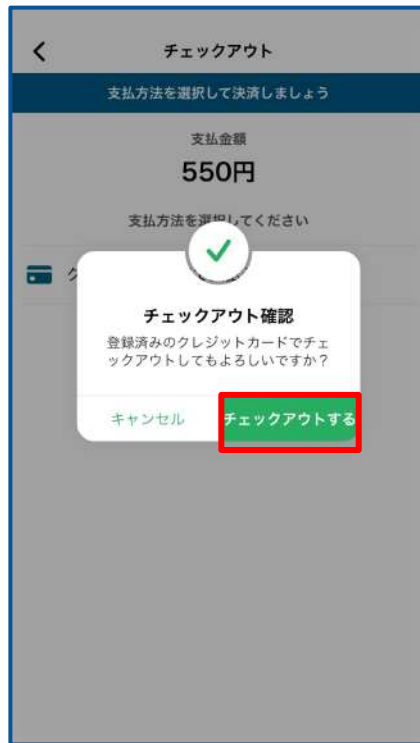 チェックアウト
支払方法を選択して決済しましょう
支払金額
550円
支払方法を選択してください
ク
チェックアウト確認
登録済みのクレジットカードでチェ
ックアウトしてもよろしいですか？
キャンセル
チェックアウトする